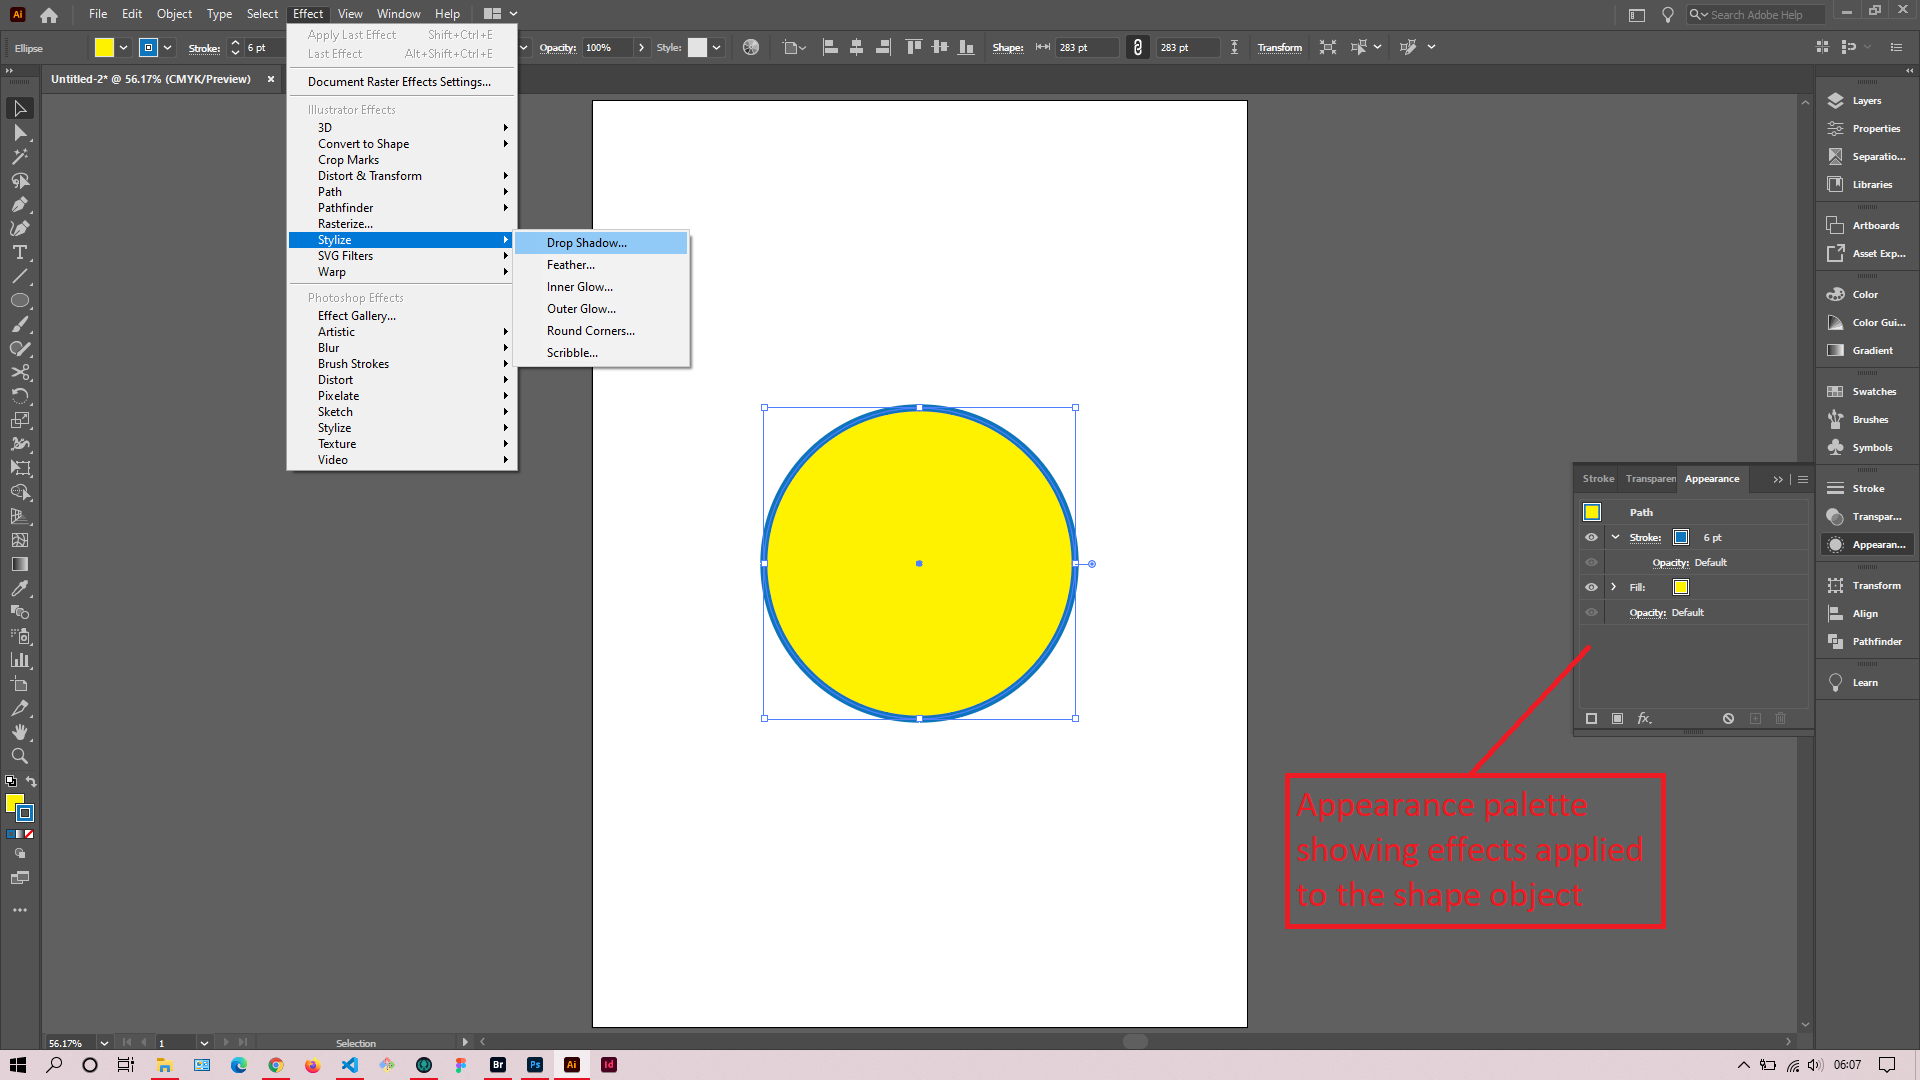 Ai File Edit Object Type Select Effect View Window Help Search Adobe Help
Ellipse Stroke: 6 pt Opacity: 100% Style: Shape: 283 pt 283 pt Transform
Untitled-2* @ 56.17% (CMYK/Preview) ×
Apply Last Effect Shift+Ctrl+E
Last Effect Alt+Shift+Ctrl+E
Document Raster Effects Settings...
Illustrator Effects
3D
Convert to Shape
Crop Marks
Distort & Transform
Path
Pathfinder
Rasterize...
Stylize
SVG Filters
Warp
Photoshop Effects
Effect Gallery...
Artistic
Blur
Brush Strokes
Distort
Pixelate
Sketch
Stylize
Texture
Video
Drop Shadow...
Feather...
Inner Glow...
Outer Glow...
Round Corners...
Scribble...
Layers
Properties
Separatio...
Libraries
Artboards
Asset Exp...
Color
Color Gui...
Gradient
Swatches
Brushes
Symbols
Stroke
Transpar...
Appearan...
Transform
Align
Pathfinder
Learn
Stroke Transparen Appearance
Path
Stroke: 6 pt
Opacity: Default
Fill:
Opacity: Default
fx.
Appearance palette
showing effects applied
to the shape object
56.17% 1 Selection
Br Ps Ai Id 06:07